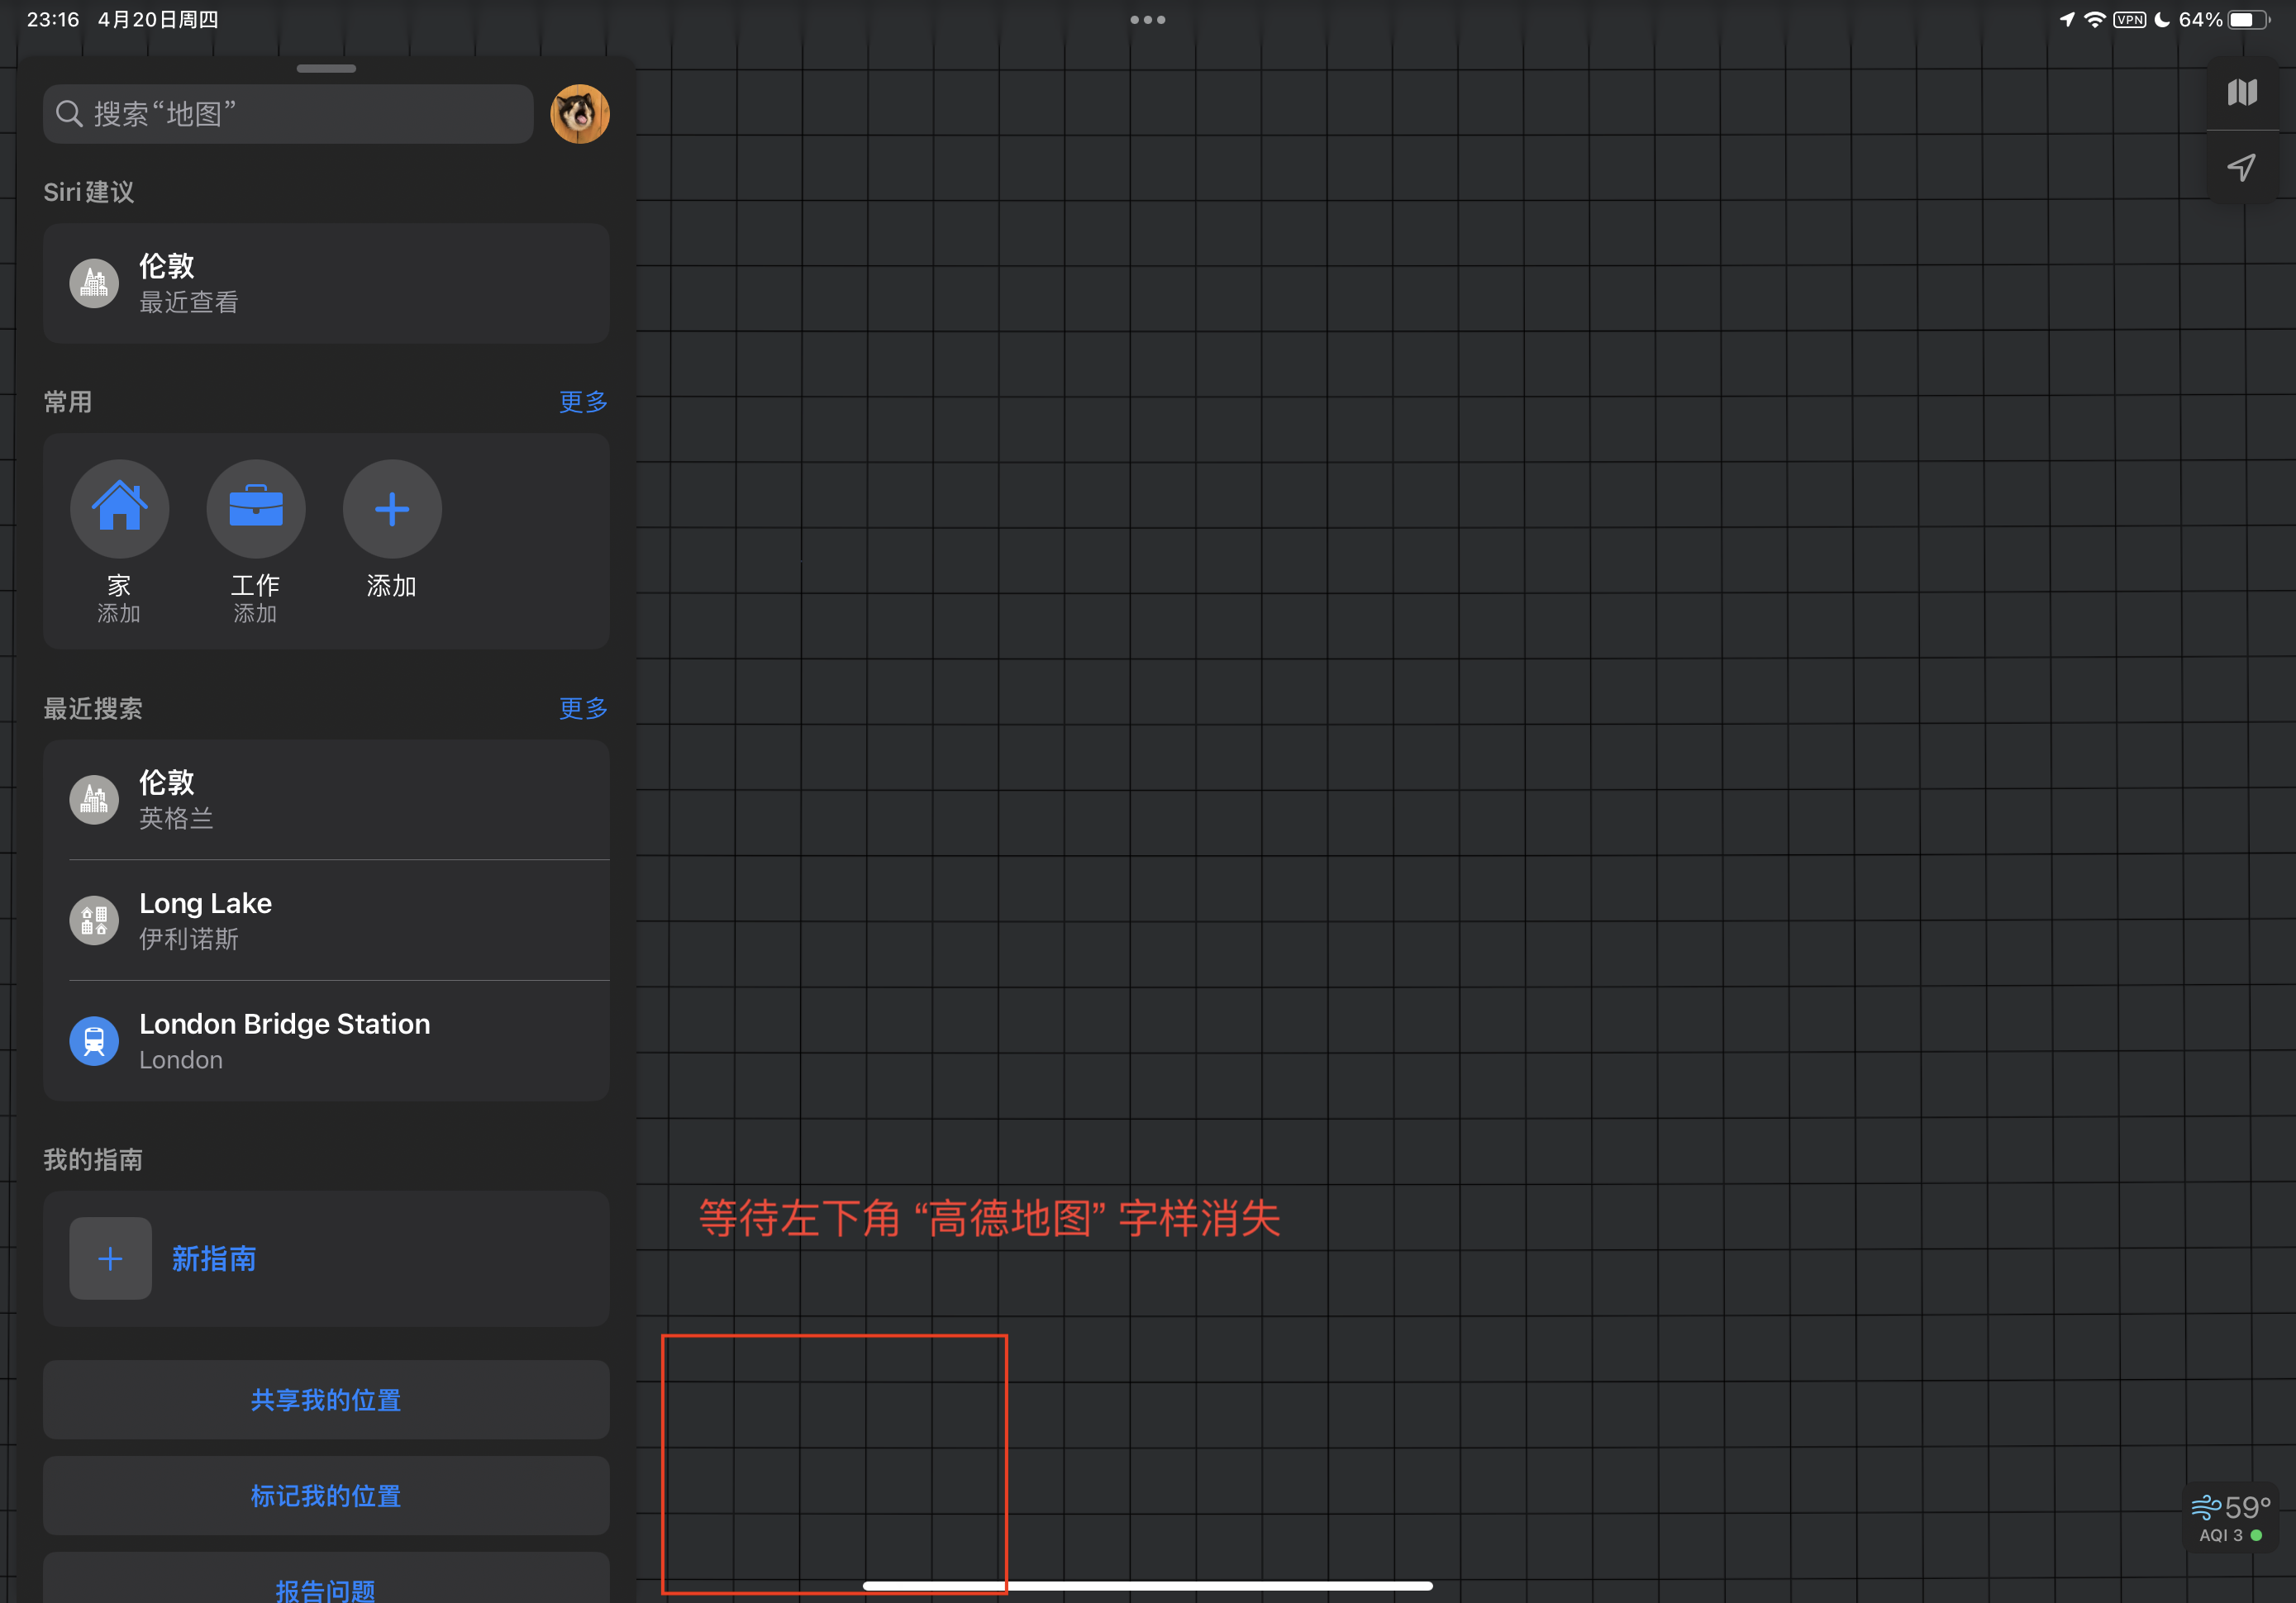 23:16 4月20日周四
VPN 64%
搜索“地图”
Siri建议
伦敦
最近查看
常用 更多
家
添加
工作
添加
添加
最近搜索 更多
伦敦
英格兰
Long Lake
伊利诺斯
London Bridge Station
London
我的指南
新指南
共享我的位置
标记我的位置
报告问题
等待左下角 “高德地图” 字样消失
59°
AQI 3